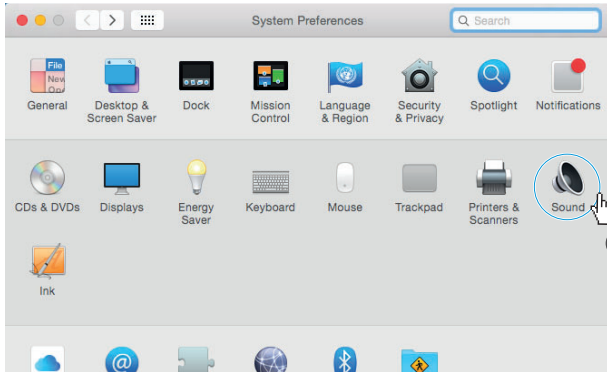 System Preferences
Search
File
New
General
Desktop &
Screen Saver
Dock
Mission
Control
Language
& Region
Security
& Privacy
Spotlight
Notifications
CDs & DVDs
Displays
Energy
Saver
Keyboard
Mouse
Trackpad
Printers &
Scanners
Sound
Ink
@